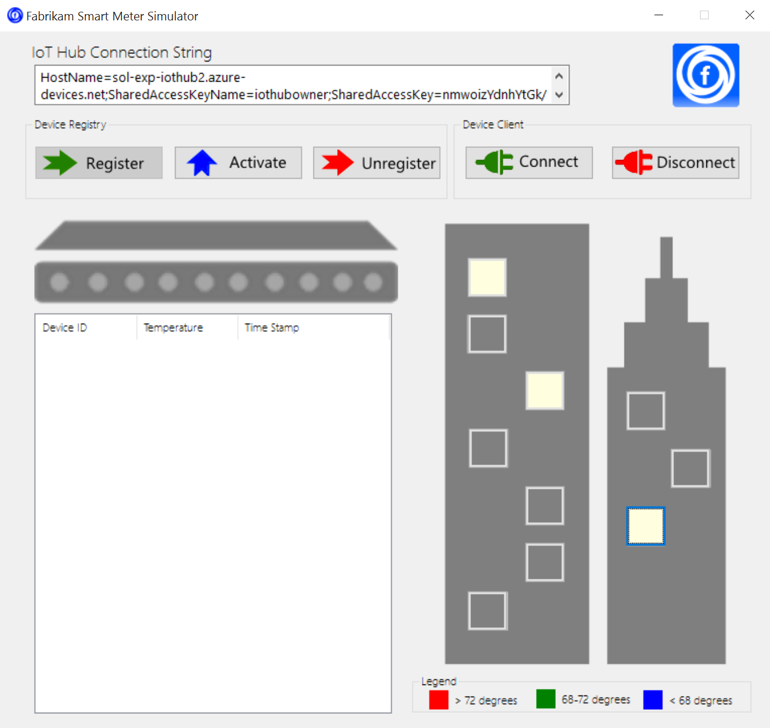 Fabrikam Smart Meter Simulator
IoT Hub Connection String
HostName=sol-exp-iothub2.azure-
devices.net;SharedAccessKeyName=iothubowner;SharedAccessKey=nmwoizYdnhYtGk/
Device Registry
Device Client
Register
Activate
Unregister
Connect
Disconnect
f
Device ID
Temperature
Time Stamp
Legend
> 72 degrees
68-72 degrees
< 68 degrees